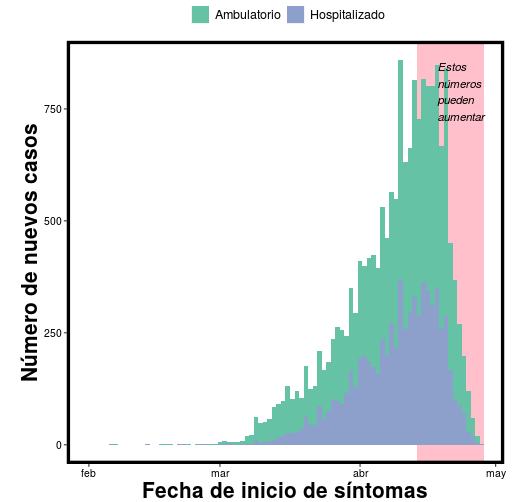 Ambulatorio Hospitalizado
Estos
números
pueden
aumentar
750
500
250
0
Número de nuevos casos
feb mar abr may
Fecha de inicio de síntomas